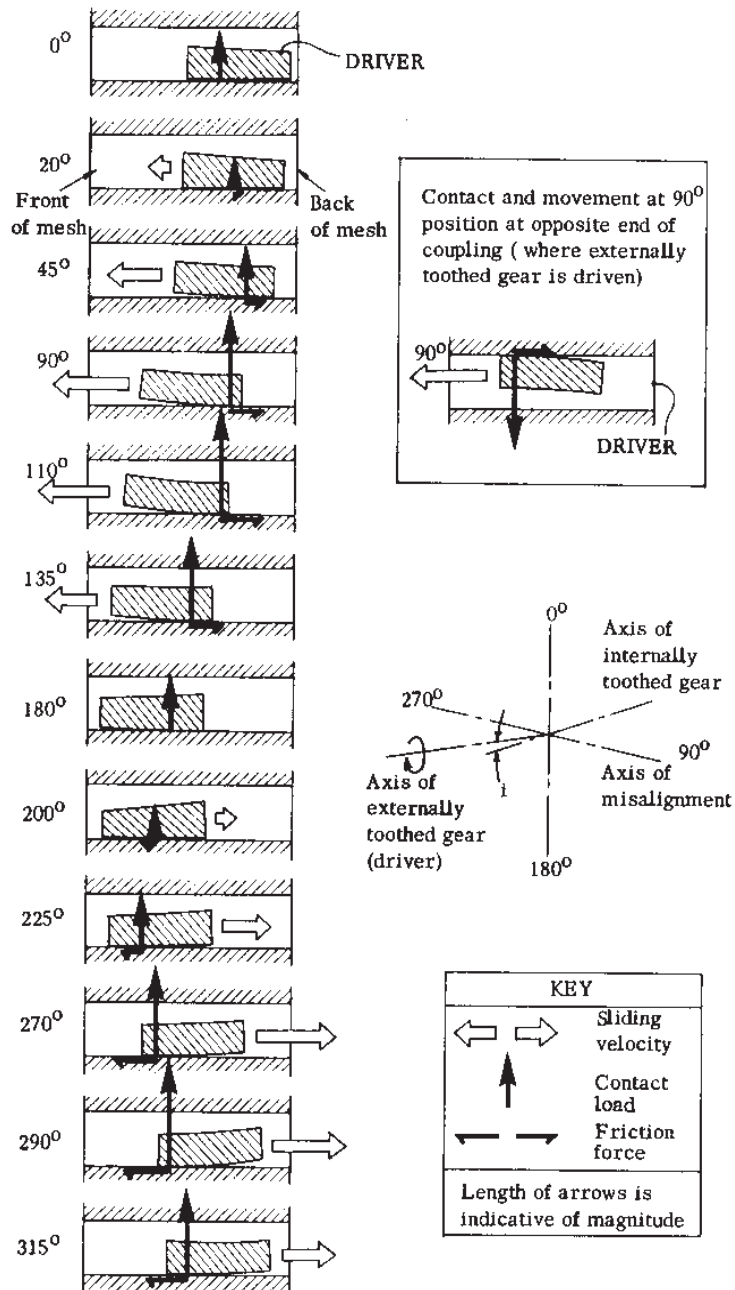 0°
DRIVER
20°
Front
of mesh
Back
of mesh
45°
90°
110°
135°
180°
200°
225°
270°
290°
315°
Contact and movement at 90°
position at opposite end of
coupling ( where externally
toothed gear is driven)
90°
DRIVER
0°
Axis of
internally
toothed gear
270°
90°
Axis of
misalignment
i
Axis of
externally
toothed gear
(driver)
180°
KEY
Sliding
velocity
Contact
load
Friction
force
Length of arrows is
indicative of magnitude